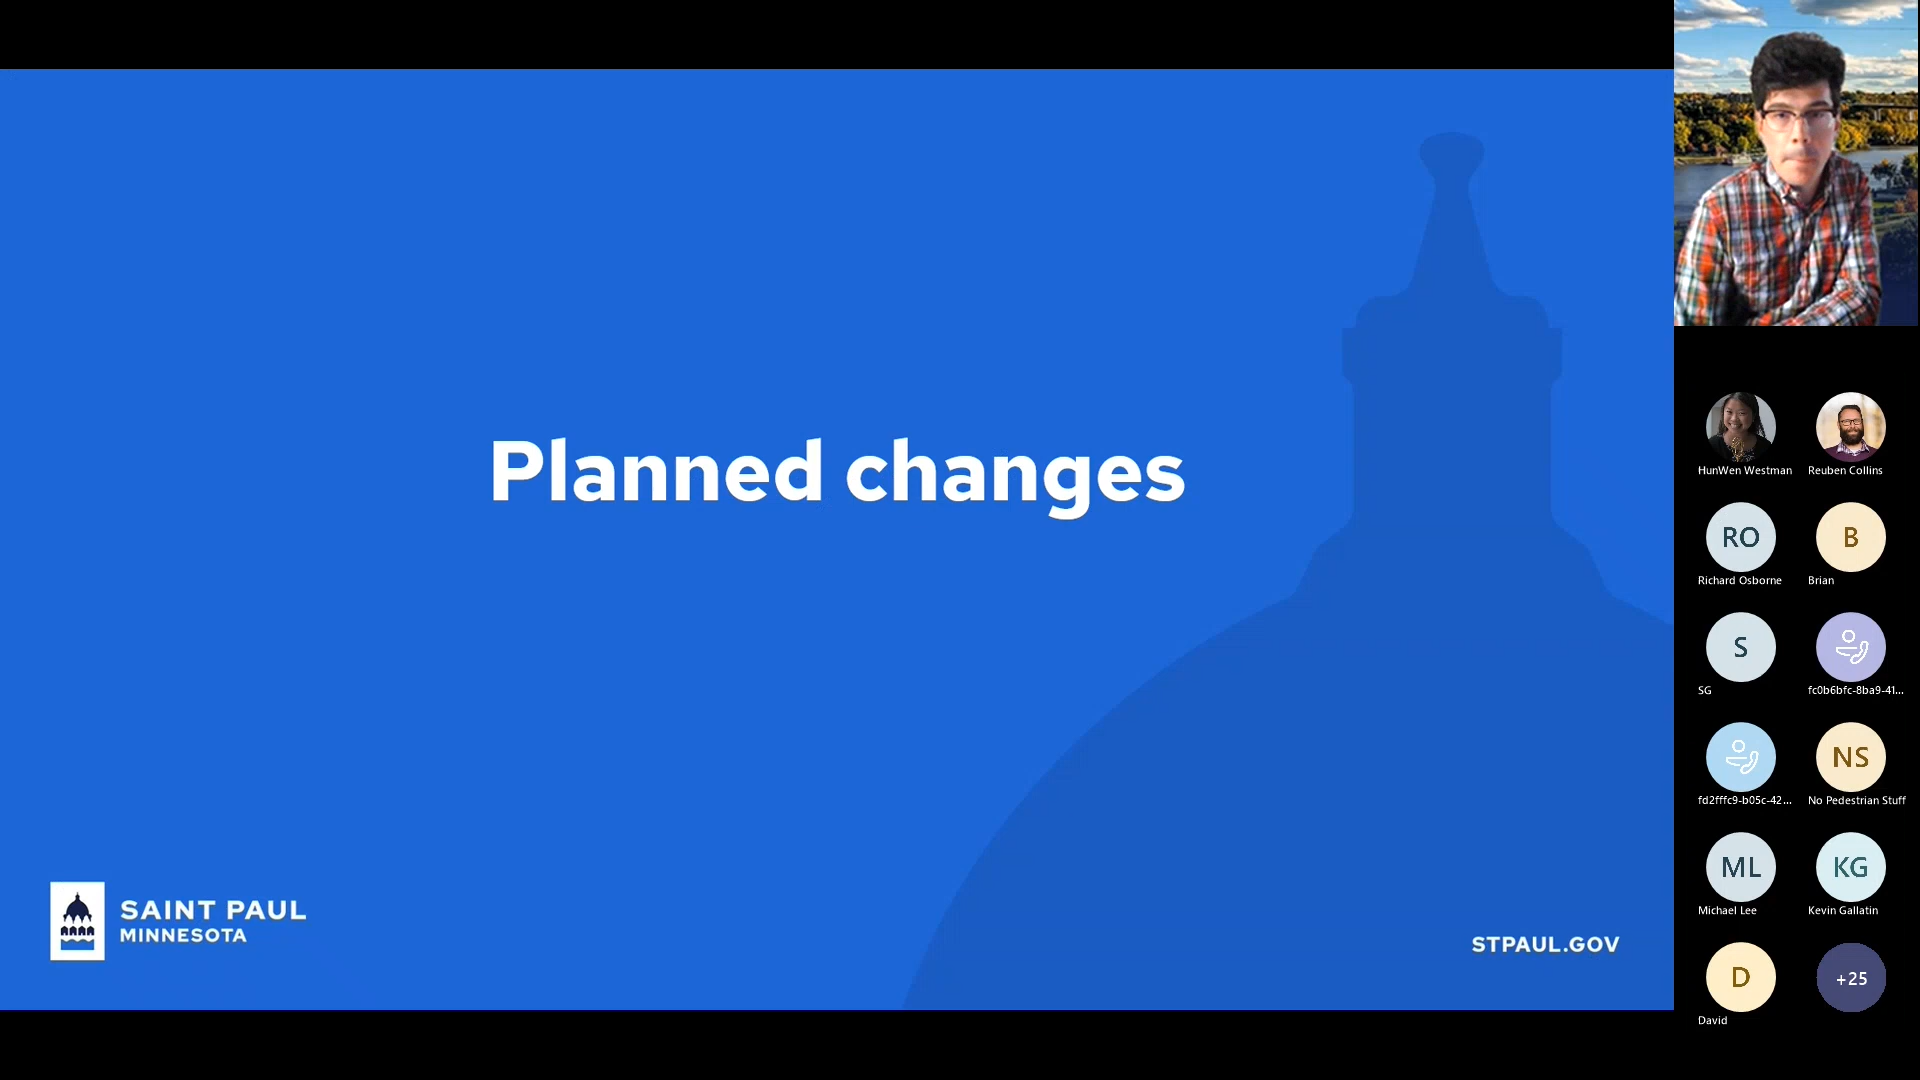 Planned changes
SAINT PAUL
MINNESOTA
STPAUL.GOV
HunWen Westman
Reuben Collins
RO
Richard Osborne
B
Brian
S
SG
fc0b6bfc-8ba9-41...
fd2fffc9-b05c-42...
NS
No Pedestrian Stuff
ML
Michael Lee
KG
Kevin Gallatin
D
David
+25